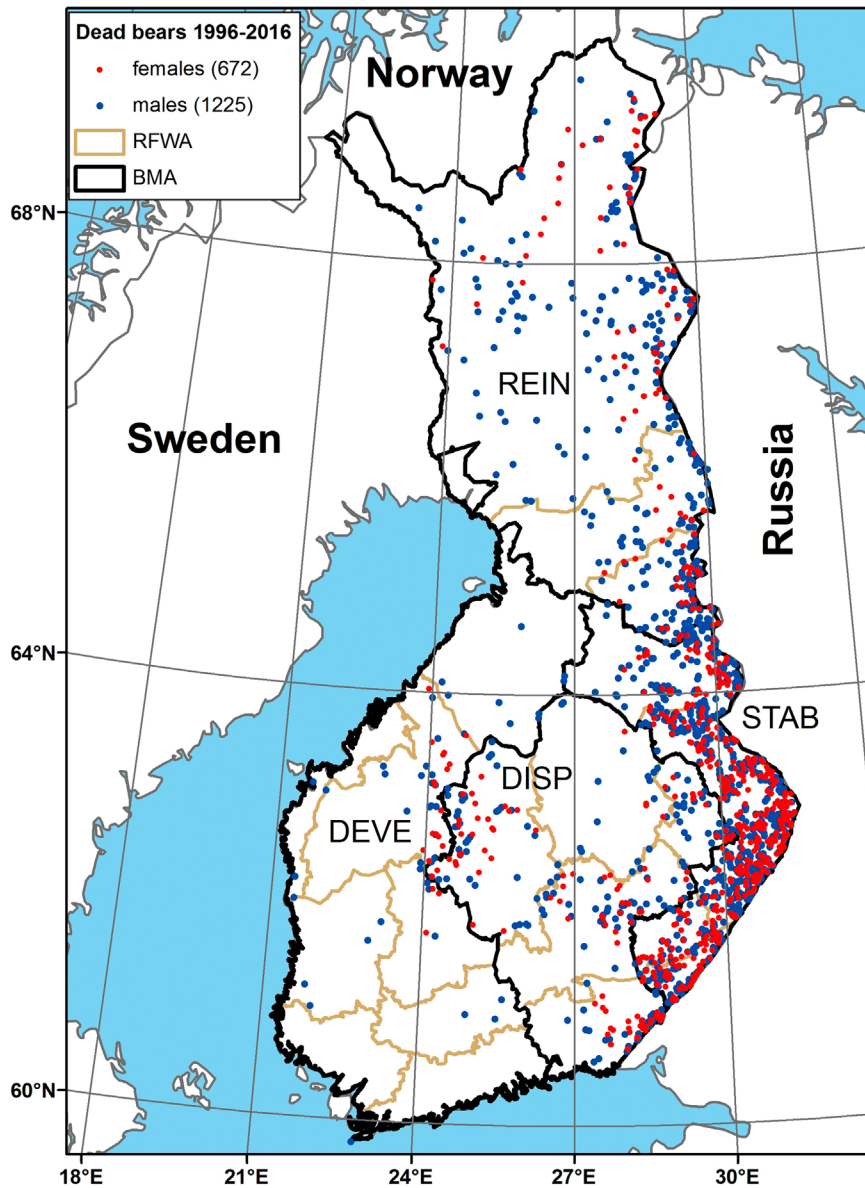 Dead bears 1996-2016
females (672)
males (1225)
RFWA
BMA
Norway
68°N
REIN
Sweden
Russia
64°N
STAB
DISP
DEVE
60°N
18°E
21°E
24°E
27°E
30°E